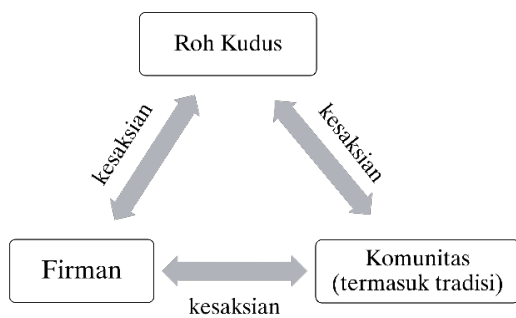 Roh Kudus
kesaksian
kesaksian
Firman
Komunitas
(termasuk tradisi)
kesaksian